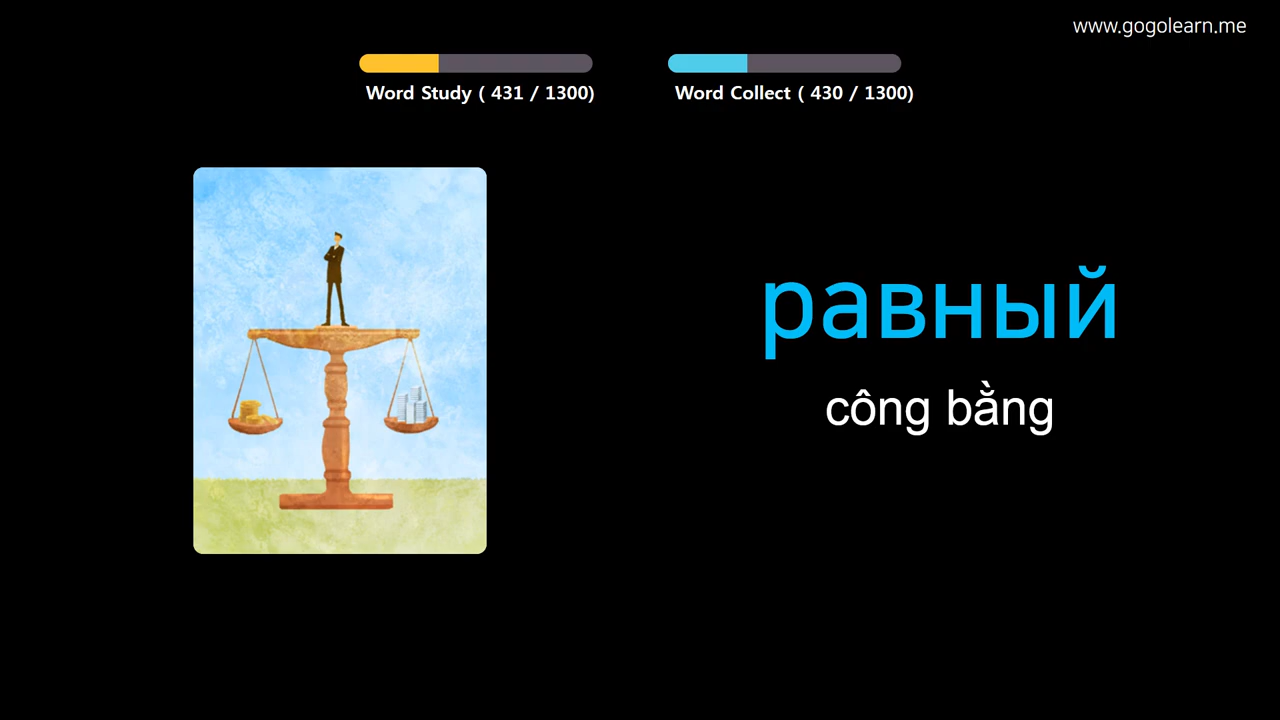 www.gogolearn.me
Word Study ( 431 / 1300)
Word Collect ( 430 / 1300)
равный
công bằng